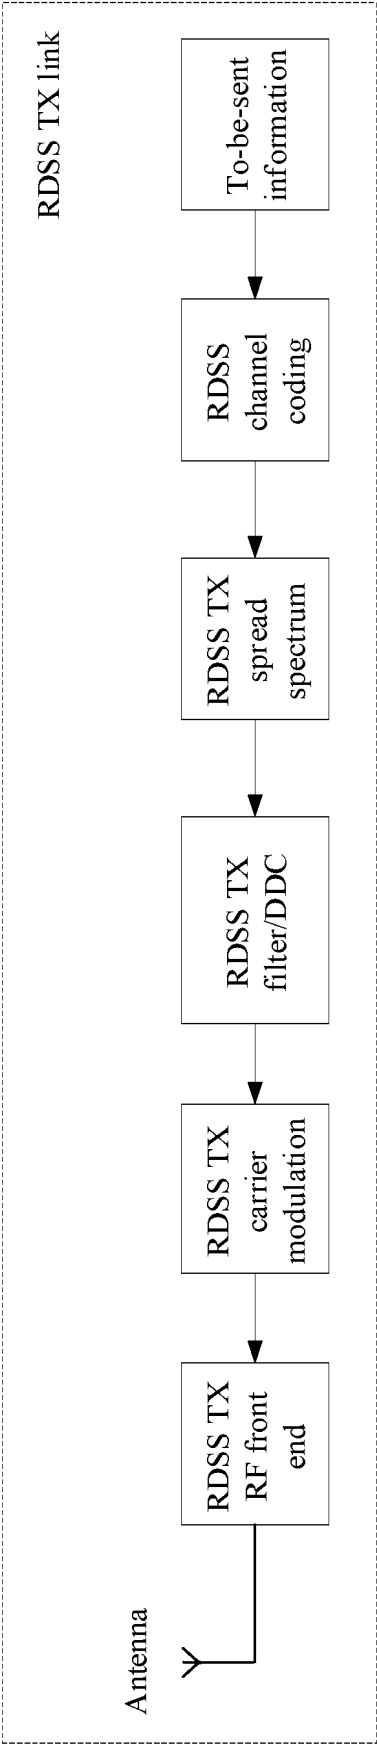 RDSS TX link
To-be-sent
information
RDSS
channel
coding
RDSS TX
spread
spectrum
RDSS TX
filter/DDC
RDSS TX
carrier
modulation
RDSS TX
RF front
end
Antenna